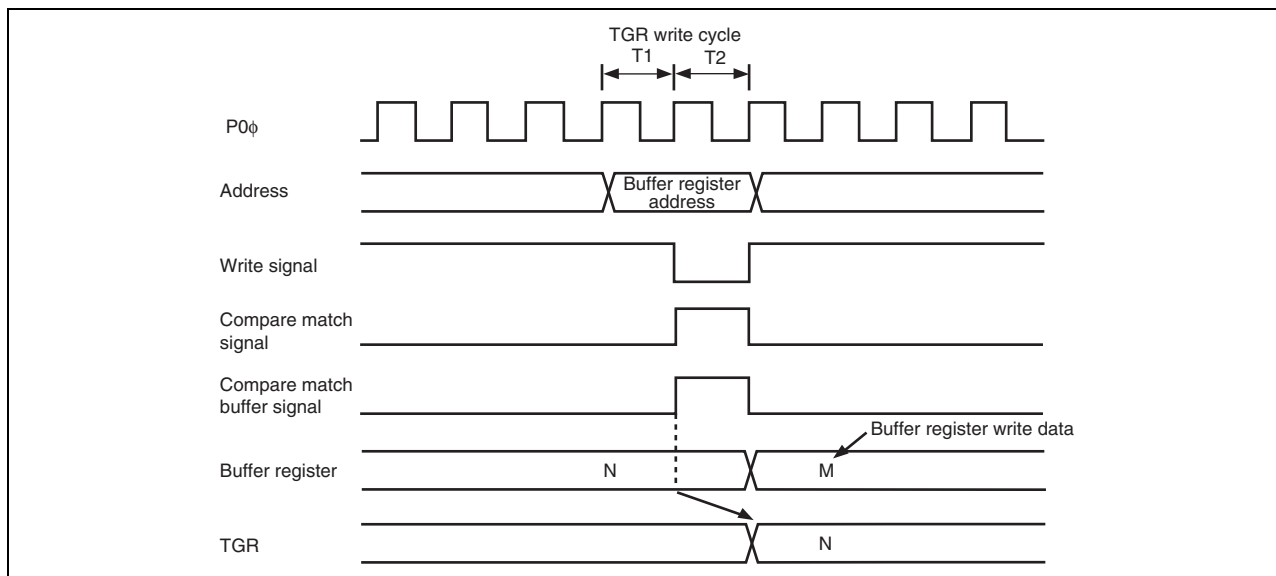 TGR write cycle
T1 T2
P0ϕ
Address
Buffer register
address
Write signal
Compare match
signal
Compare match
buffer signal
Buffer register write data
Buffer register N M
TGR N